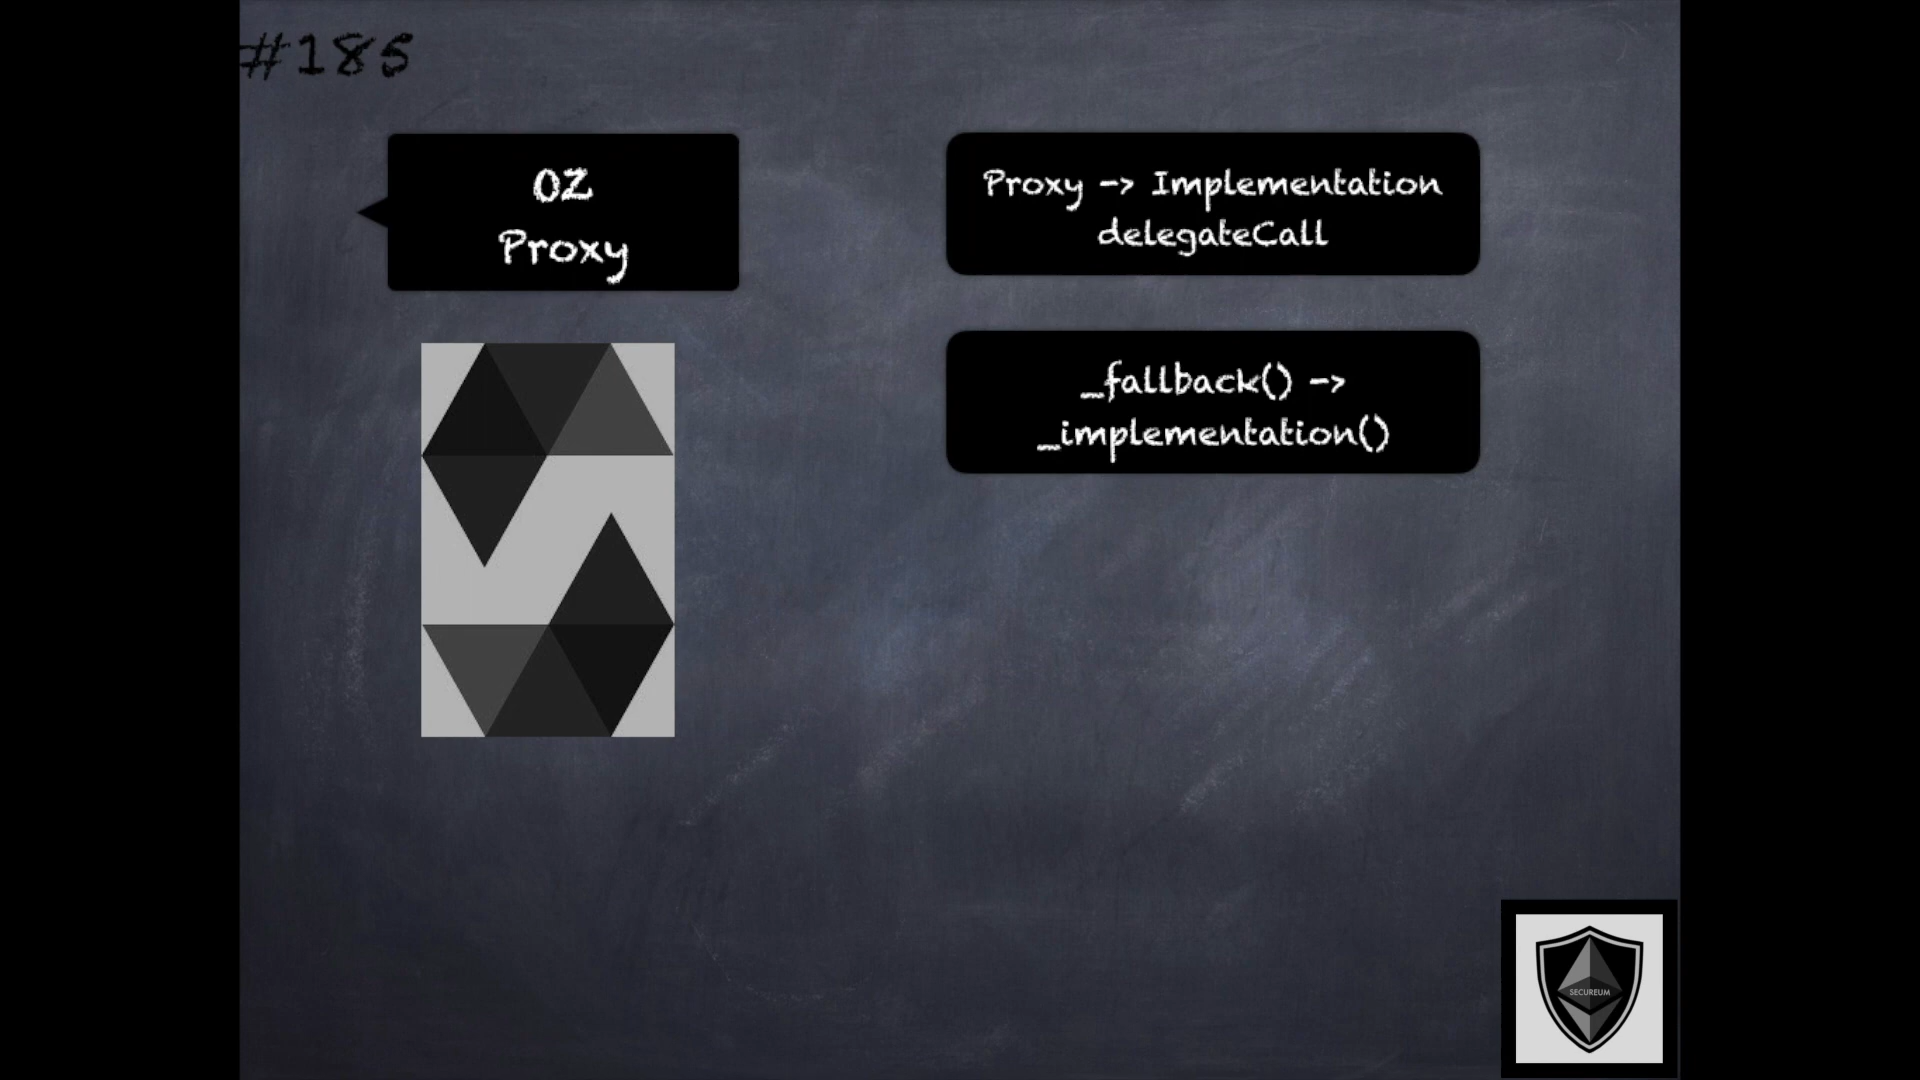 #185
OZ
Proxy
Proxy -> Implementation
delegateCall
_fallback() ->
_implementation()
SECUREUM